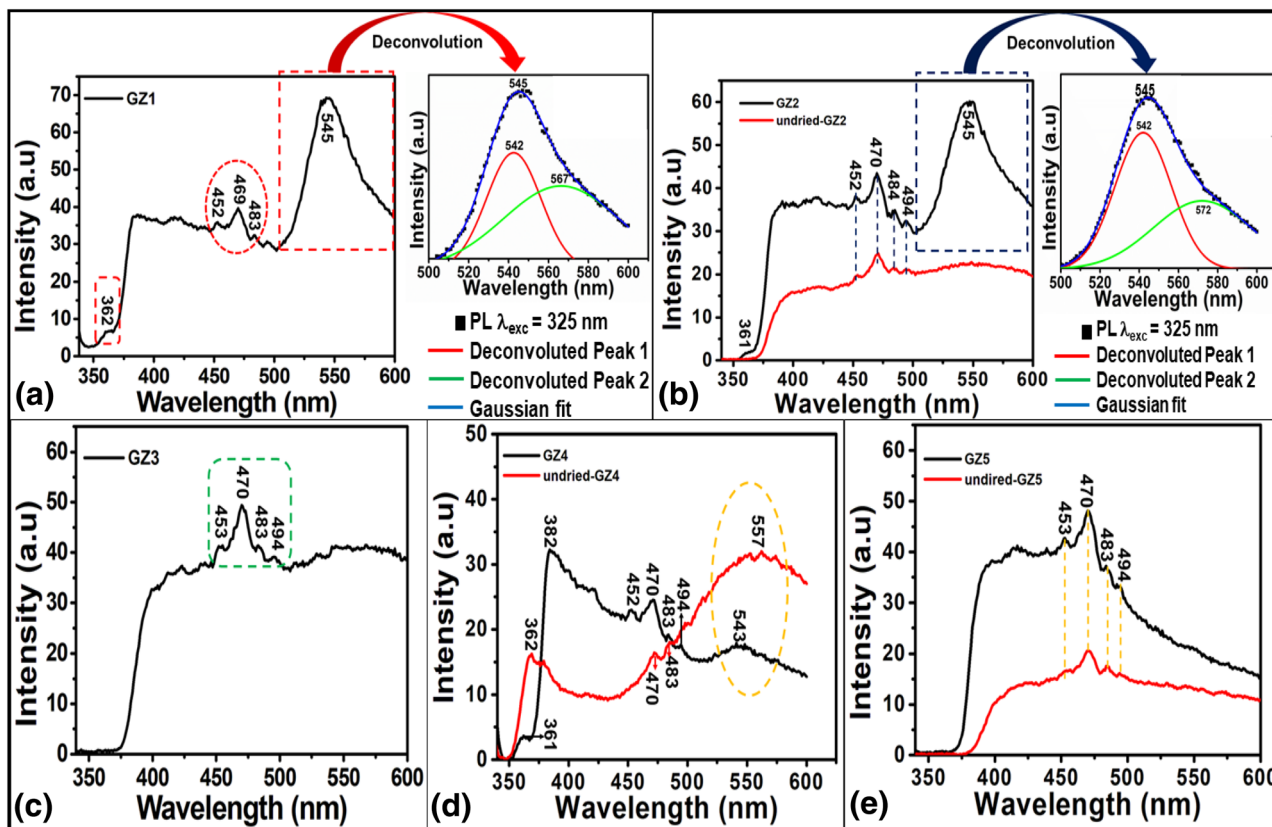 Deconvolution
GZ1
70
60
50
40
30
20
10
0
Intensity (a.u)
350 400 450 500 550 600
Wavelength (nm)
362
452
469
483
545
545
542
567
Intensity (a.u)
500 520 540 560 580 600
Wavelength (nm)
PL λexc = 325 nm
Deconvoluted Peak 1
Deconvoluted Peak 2
Gaussian fit
(a)
Deconvolution
GZ2
undried-GZ2
70
60
50
40
30
20
10
0
Intensity (a.u)
350 400 450 500 550 600
Wavelength (nm)
361
452
470
484
494
545
545
542
572
Intensity (a.u)
500 520 540 560 580 600
Wavelength (nm)
PL λexc = 325 nm
Deconvoluted Peak 1
Deconvoluted Peak 2
Gaussian fit
(b)
GZ3
60
50
40
30
20
10
0
Intensity (a.u)
350 400 450 500 550 600
Wavelength (nm)
453
470
483
494
(c)
GZ4
undried-GZ4
50
40
30
20
10
0
Intensity (a.u)
350 400 450 500 550 600
Wavelength (nm)
382
362
361
452
470
483
494
470
483
557
543
(d)
GZ5
undired-GZ5
60
50
40
30
20
10
0
Intensity (a.u)
350 400 450 500 550 600
Wavelength (nm)
453
470
483
494
(e)